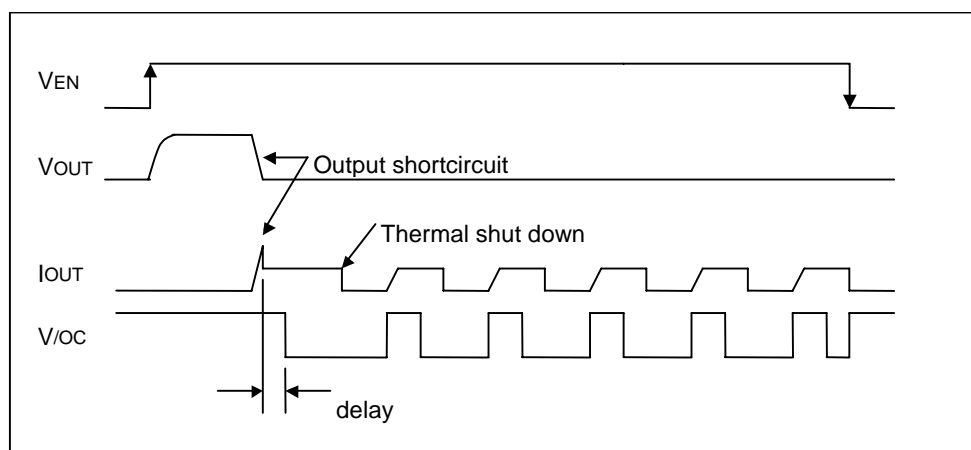 VEN
VOUT
Output shortcircuit
Thermal shut down
IOUT
V/OC
delay